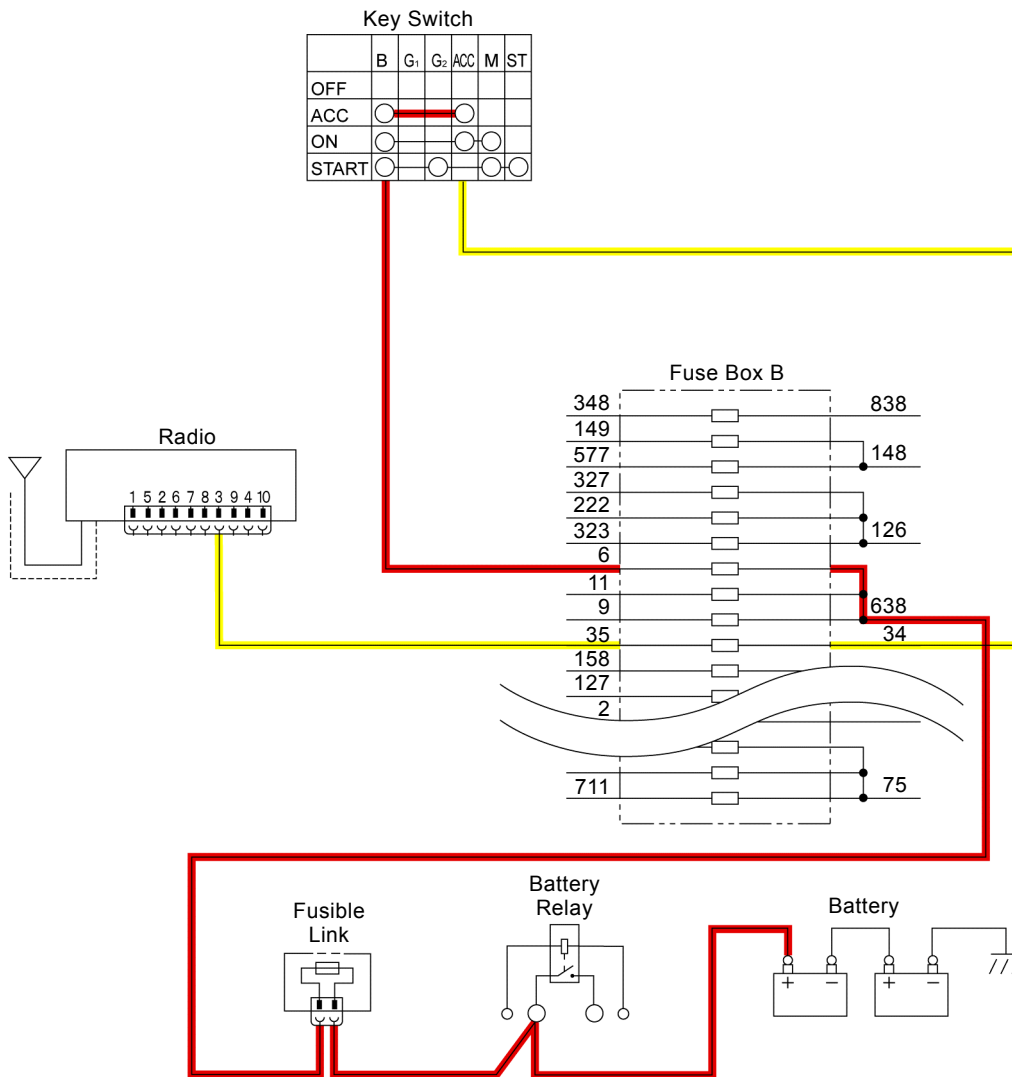 Key Switch
B G₁ G₂ ACC M ST
OFF
ACC
ON
START
Fuse Box B
348 838
149
577 148
327
222
323 126
6
11
9 638
35 34
158
127
2
711 75
Radio
1 5 2 6 7 8 3 9 4 10
Fusible
Link
Battery
Relay
Battery
+ − + −